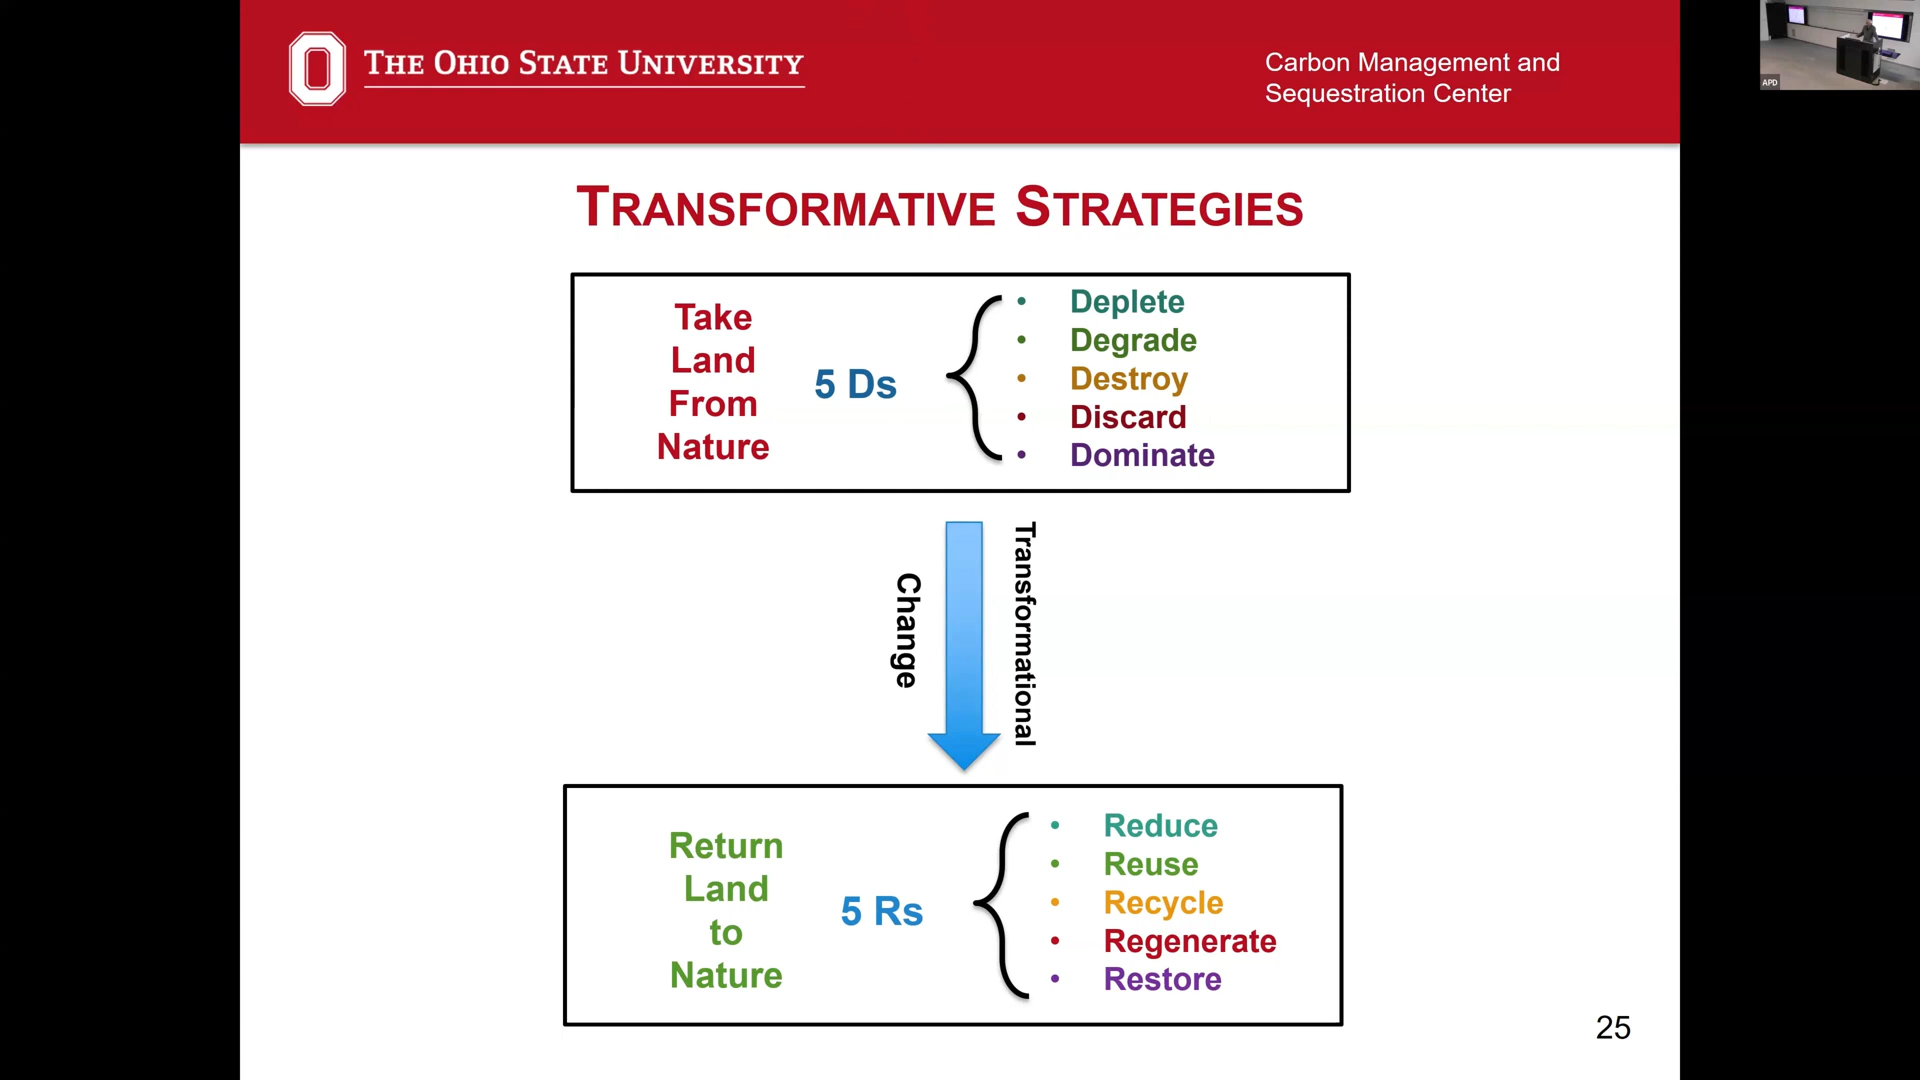 THE OHIO STATE UNIVERSITY
Carbon Management and
Sequestration Center
APD
TRANSFORMATIVE STRATEGIES
Take
Land
From
Nature
5 Ds
• Deplete
• Degrade
• Destroy
• Discard
• Dominate
Transformational
Change
Return
Land
to
Nature
5 Rs
• Reduce
• Reuse
• Recycle
• Regenerate
• Restore
25